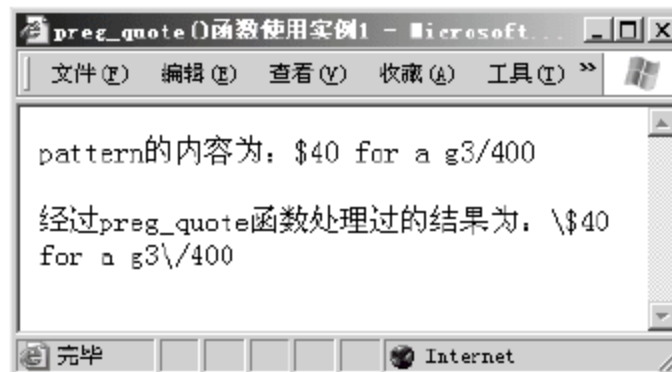 preg_quote()函数使用实例1 - Microsoft...
文件(F) 编辑(E) 查看(V) 收藏(A) 工具(T) »
pattern的内容为：$40 for a g3/400
经过preg_quote函数处理过的结果为：\$40
for a g3\/400
完毕 Internet